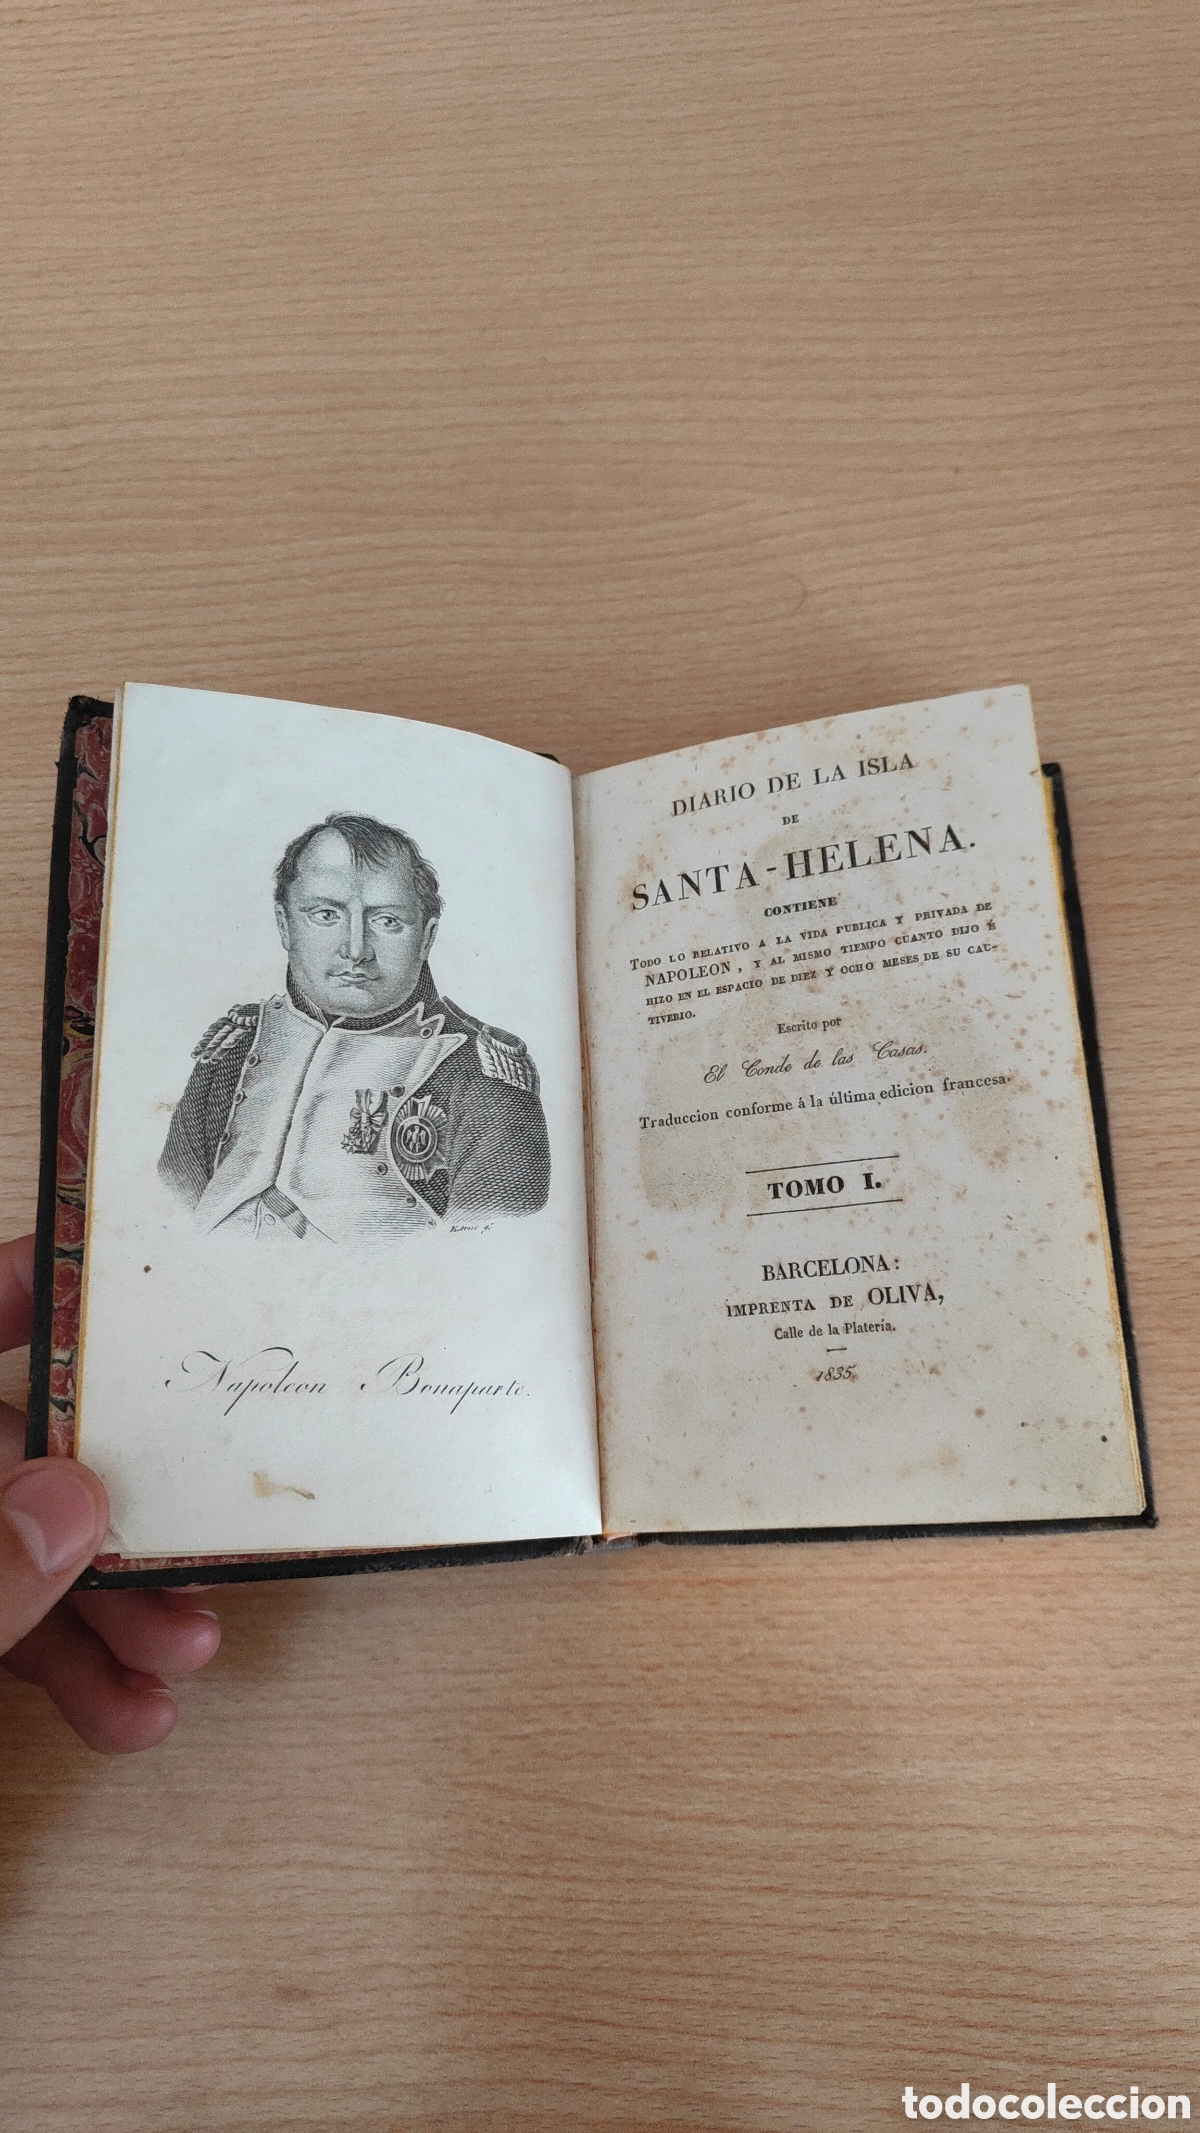 Estruc g.º
Napoleon Bonaparte.
DIARIO DE LA ISLA
DE
SANTA-HELENA.
CONTIENE
TODO LO RELATIVO A LA VIDA PUBLICA Y PRIVADA DE
NAPOLEON, Y AL MISMO TIEMPO CUANTO DIJO É
HIZO EN EL ESPACIO DE DIEZ Y OCHO MESES DE SU CAU-
TIVERIO.
Escrito por
El Conde de las Casas.
Traduccion conforme á la última edicion francesa.
TOMO I.
BARCELONA:
IMPRENTA DE OLIVA,
Calle de la Platería.
1835.
todocoleccion